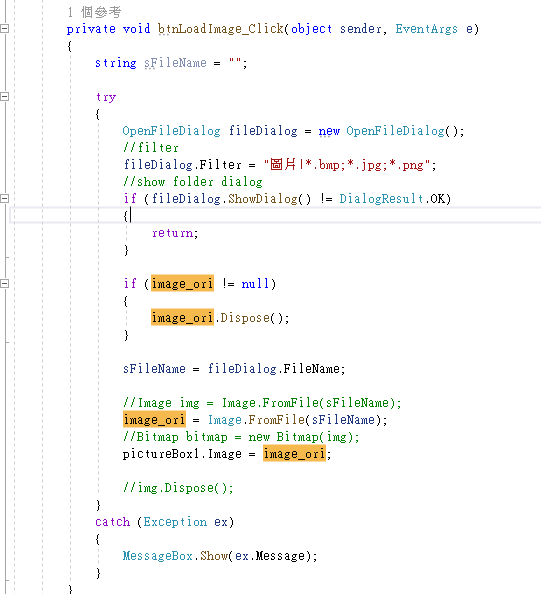 1 個參考
private void btnLoadImage_Click(object sender, EventArgs e)
{
string sFileName = "";
try
{
OpenFileDialog fileDialog = new OpenFileDialog();
//filter
fileDialog.Filter = "圖片|*.bmp;*.jpg;*.png";
//show folder dialog
if (fileDialog.ShowDialog() != DialogResult.OK)
{
return;
}
if (image_ori != null)
{
image_ori.Dispose();
}
sFileName = fileDialog.FileName;
//Image img = Image.FromFile(sFileName);
image_ori = Image.FromFile(sFileName);
//Bitmap bitmap = new Bitmap(img);
pictureBox1.Image = image_ori;
//img.Dispose();
}
catch (Exception ex)
{
MessageBox.Show(ex.Message);
}
}